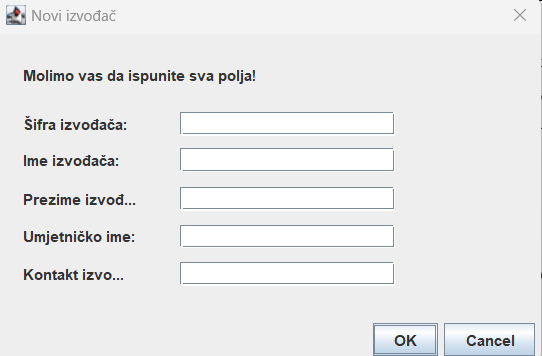 Novi izvođač
Molimo vas da ispunite sva polja!
Šifra izvođača:
Ime izvođača:
Prezime izvođ...
Umjetničko ime:
Kontakt izvo...
OK
Cancel